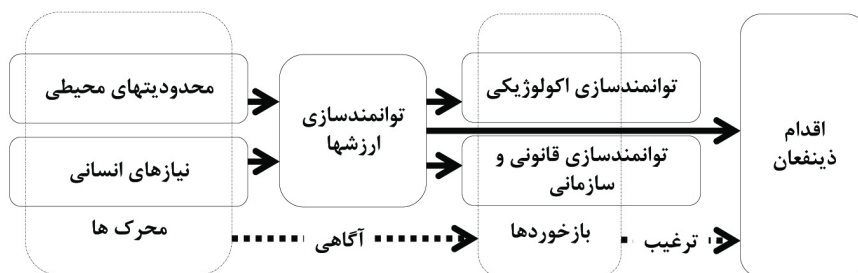 محدودیتهای محیطی
نیازهای انسانی
محرک ها
آگاهی
توانمندسازی
ارزشها
توانمندسازی اکولوژیکی
توانمندسازی قانونی و
سازمانی
بازخوردها
ترغیب
اقدام
ذینفعان